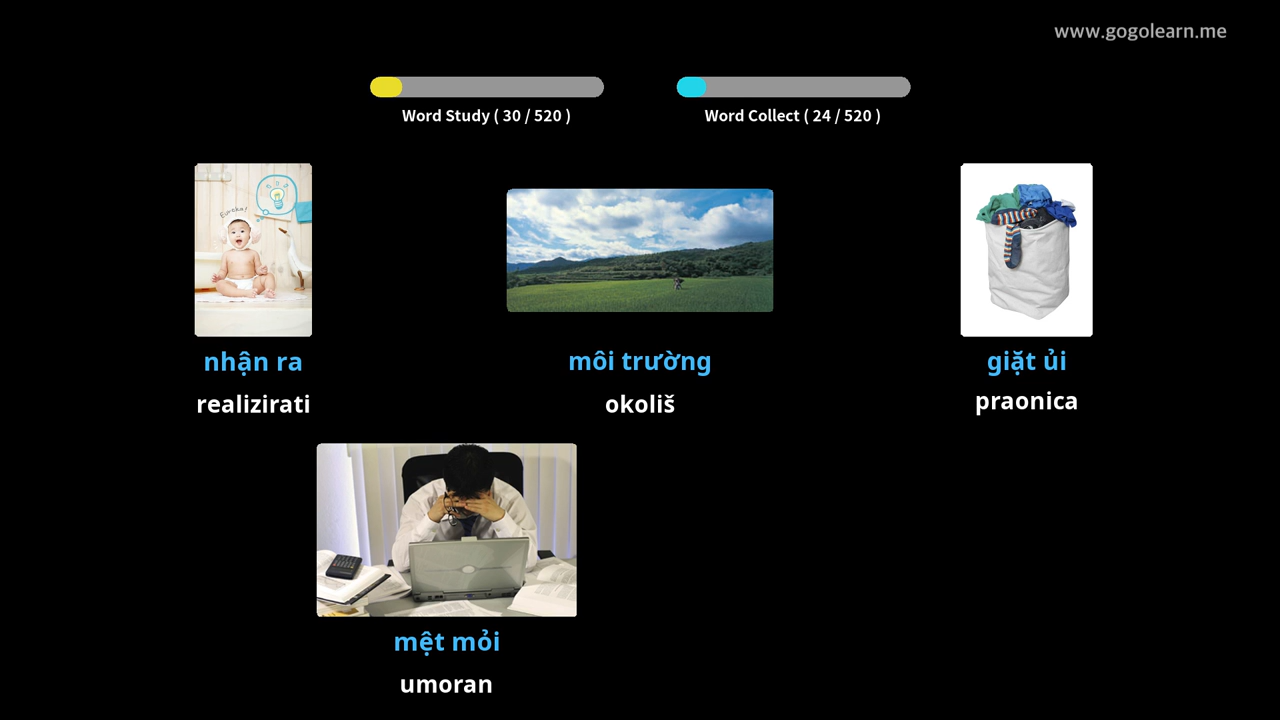 www.gogolearn.me
Word Study ( 30 / 520 )
Word Collect ( 24 / 520 )
Eureka!
nhận ra
realizirati
môi trường
okoliš
giặt ủi
praonica
mệt mỏi
umoran